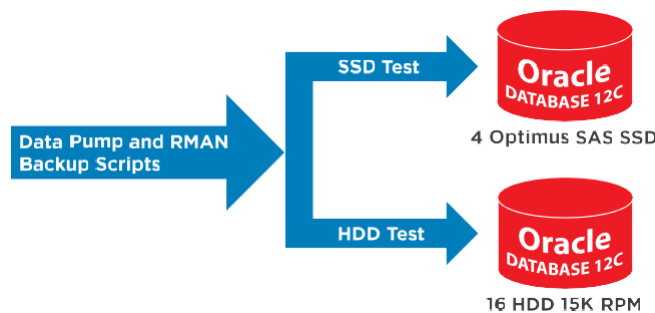 SSD Test
Oracle
DATABASE 12C
4 Optimus SAS SSD
Data Pump and RMAN
Backup Scripts
HDD Test
Oracle
DATABASE 12C
16 HDD 15K RPM